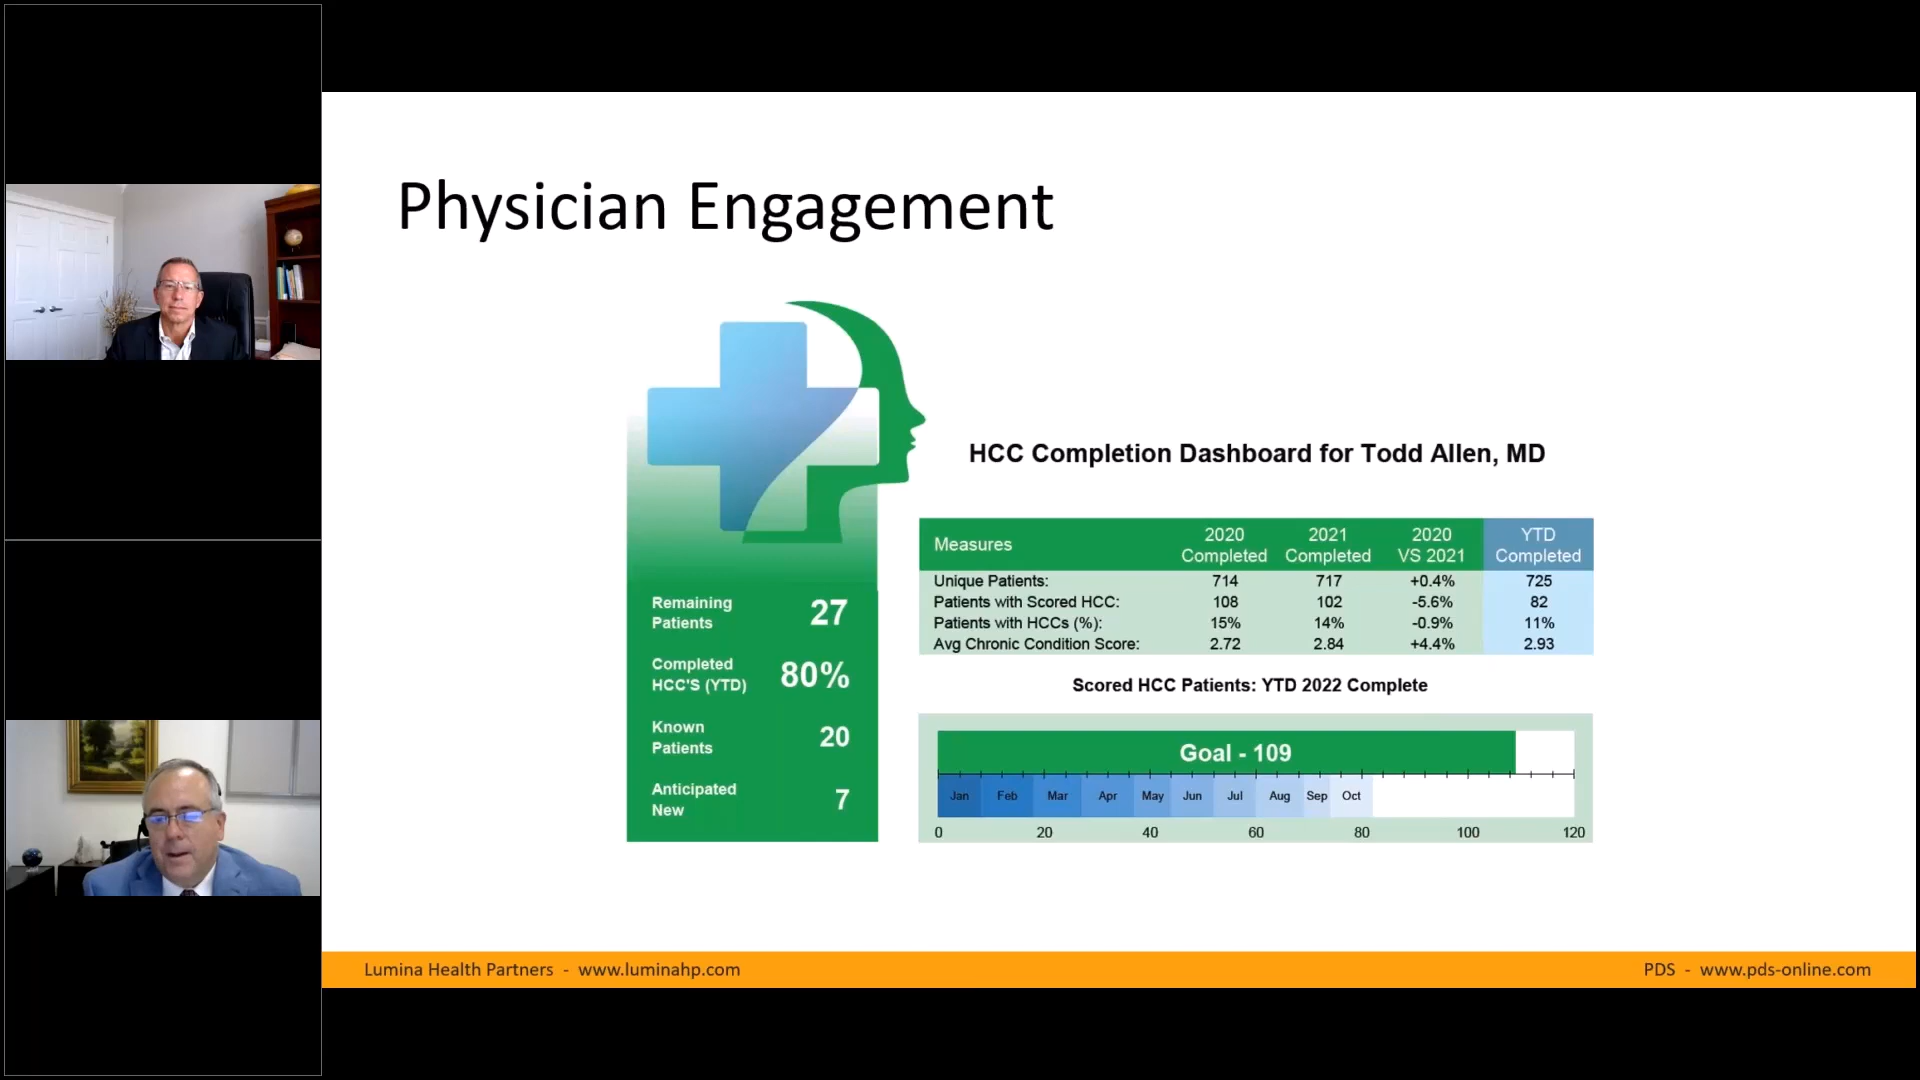 Physician Engagement
HCC Completion Dashboard for Todd Allen, MD
Remaining
Patients
27
Completed
HCC'S (YTD)
80%
Known
Patients
20
Anticipated
New
7
Measures 2020 Completed 2021 Completed 2020 VS 2021 YTD Completed
Unique Patients: 714 717 +0.4% 725
Patients with Scored HCC: 108 102 -5.6% 82
Patients with HCCs (%): 15% 14% -0.9% 11%
Avg Chronic Condition Score: 2.72 2.84 +4.4% 2.93
Scored HCC Patients: YTD 2022 Complete
Goal - 109
Jan Feb Mar Apr May Jun Jul Aug Sep Oct
0 20 40 60 80 100 120
Lumina Health Partners - www.luminahp.com
PDS - www.pds-online.com